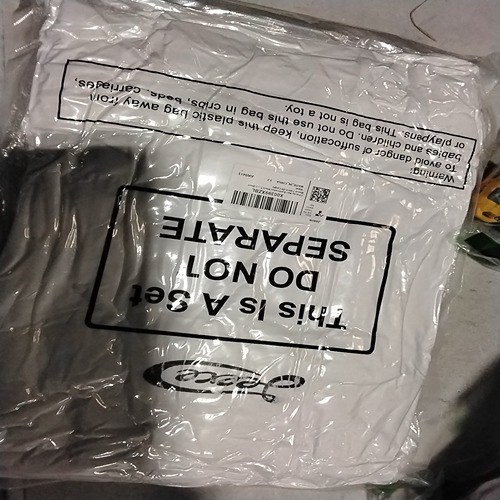 Jeece
This Is A Set
DO NOT
SEPARATE
Warning:
To avoid danger of suffocation, keep this plastic bag away from
babies and children. Do not use this bag in cribs, beds, carriages,
or playpens. This bag is not a toy.